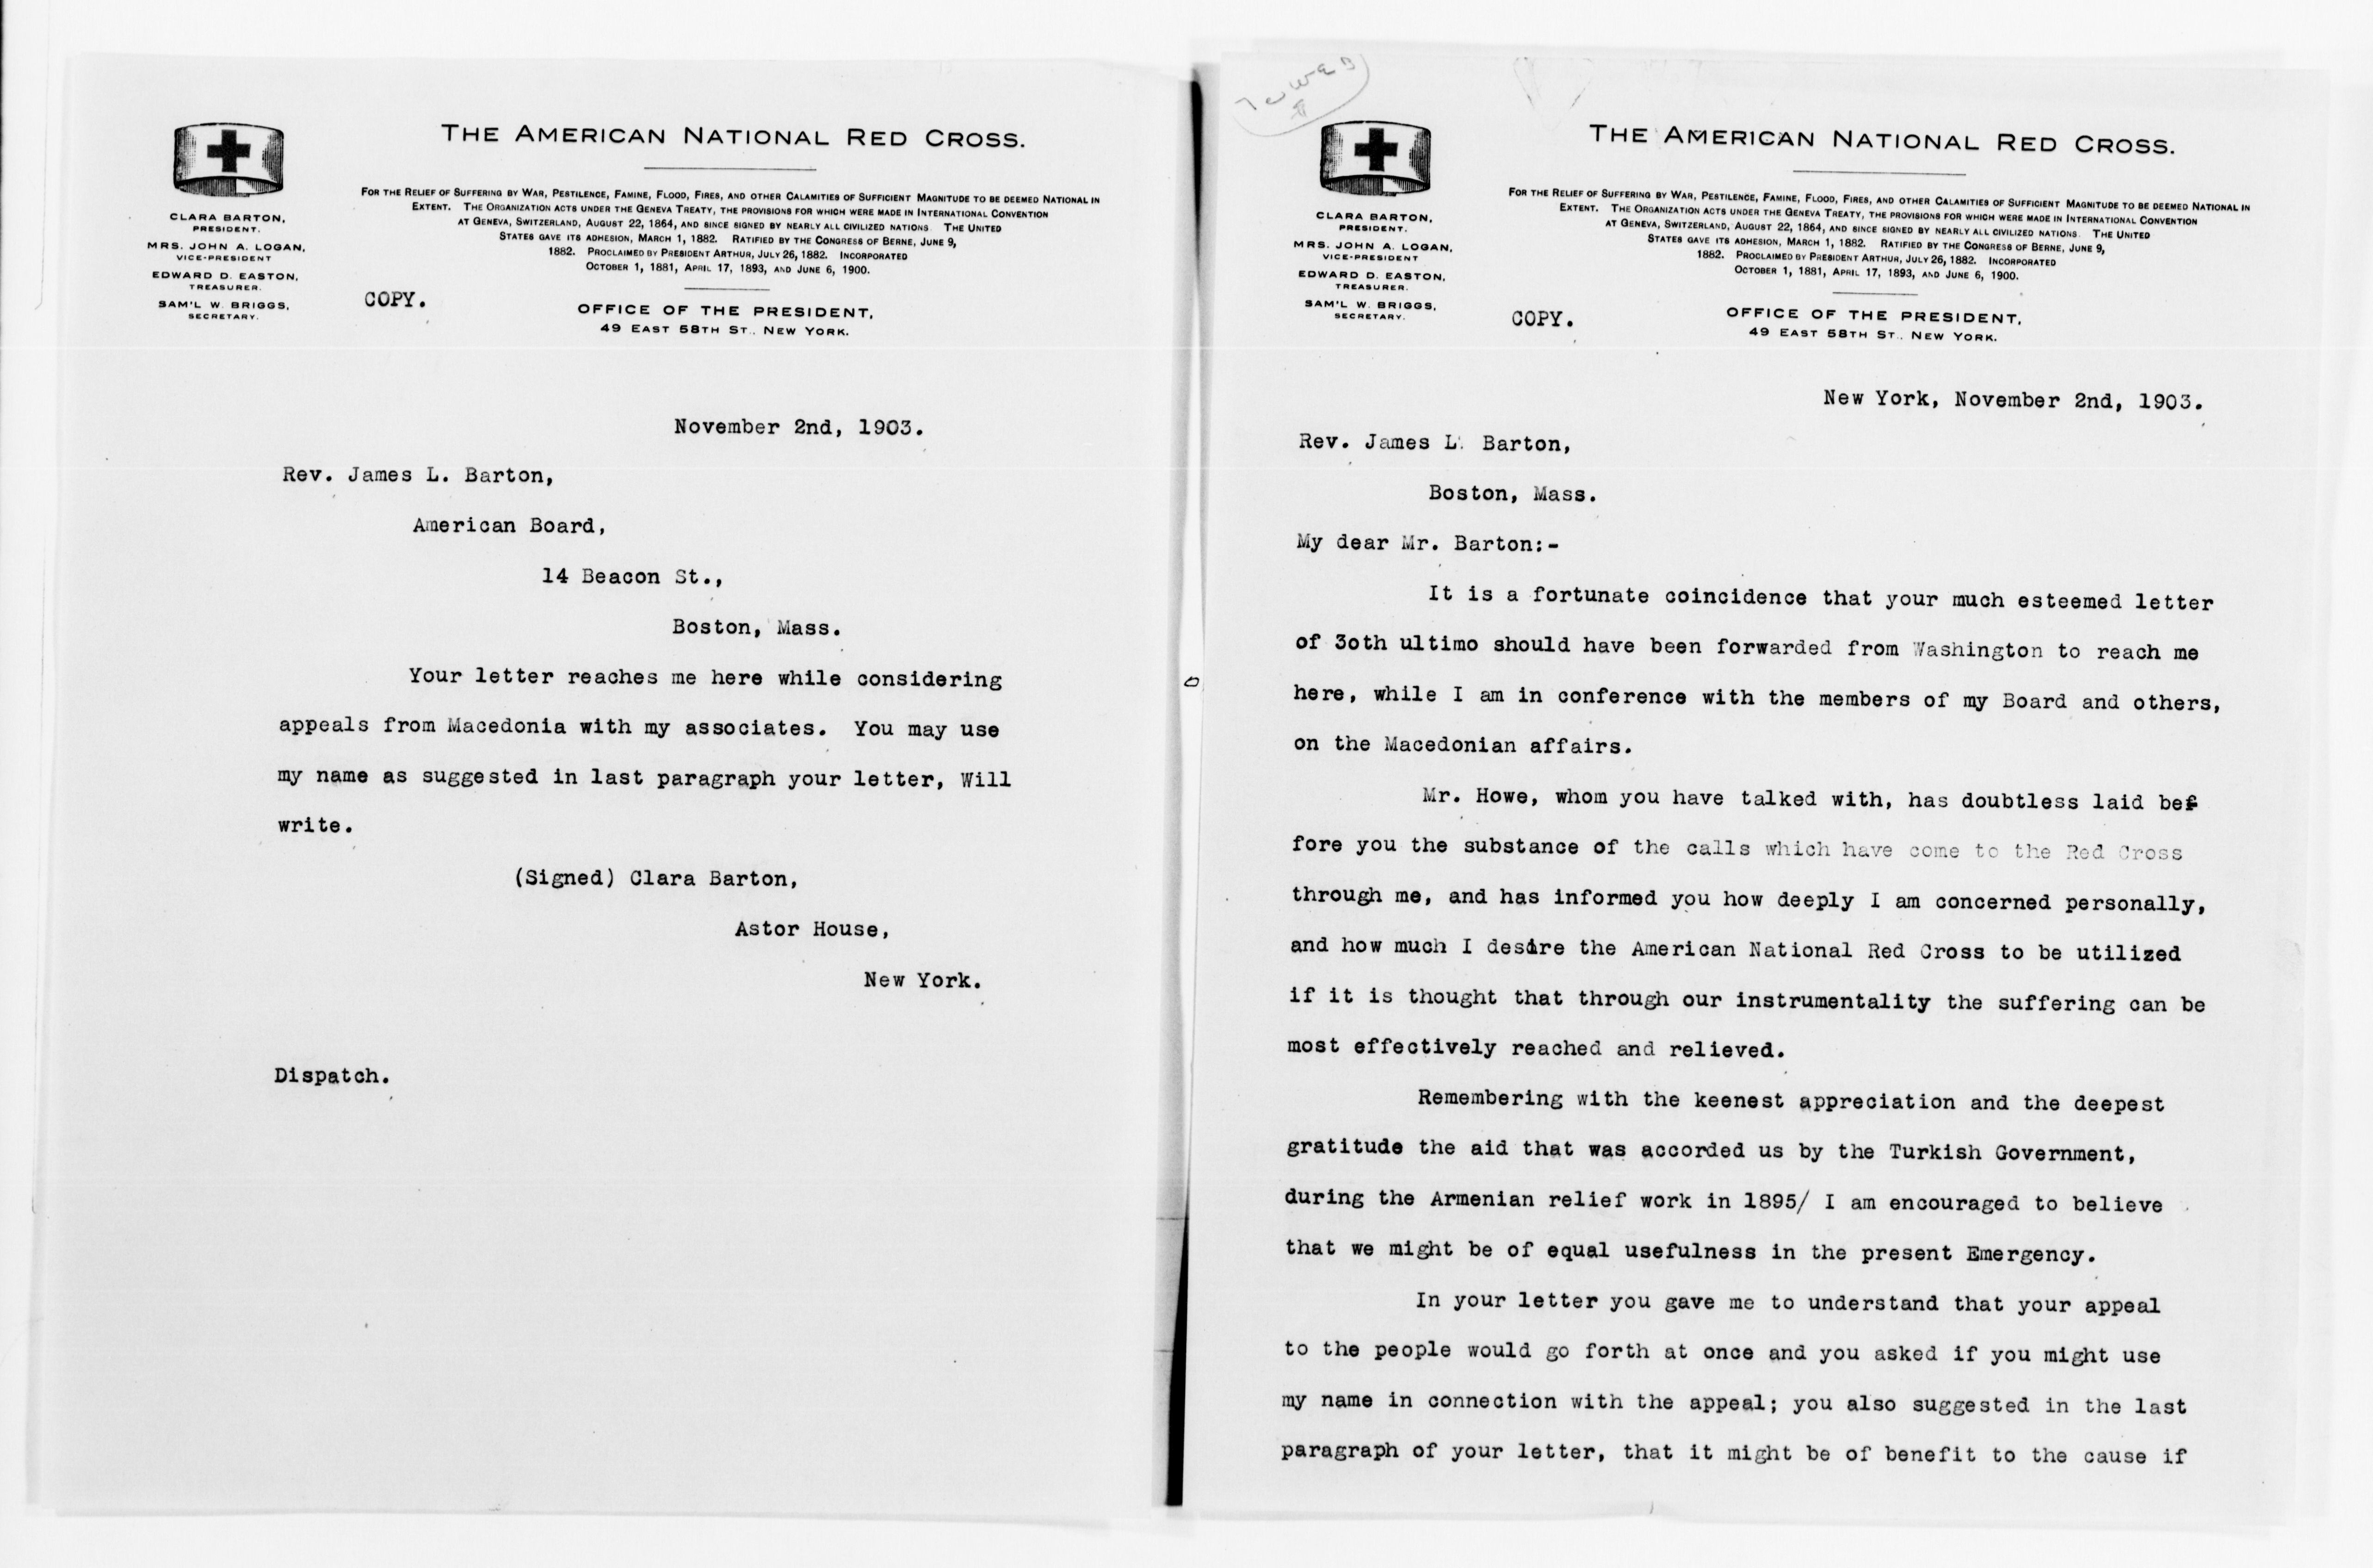 THE AMERICAN NATIONAL RED CROSS.
FOR THE RELIEF OF SUFFERING BY WAR, PESTILENCE, FAMINE, FLOOD, FIRES, AND OTHER CALAMITIES OF SUFFICIENT MAGNITUDE TO BE DEEMED NATIONAL IN
EXTENT. THE ORGANIZATION ACTS UNDER THE GENEVA TREATY, THE PROVISIONS FOR WHICH WERE MADE IN INTERNATIONAL CONVENTION
AT GENEVA, SWITZERLAND, AUGUST 22, 1864, AND SINCE SIGNED BY NEARLY ALL CIVILIZED NATIONS. THE UNITED
STATES GAVE ITS ADHESION, MARCH 1, 1882. RATIFIED BY THE CONGRESS OF BERNE, JUNE 9,
1882. PROCLAIMED BY PRESIDENT ARTHUR, JULY 26, 1882. INCORPORATED
OCTOBER 1, 1881, APRIL 17, 1893, AND JUNE 6, 1900.
CLARA BARTON,
PRESIDENT.
MRS. JOHN A. LOGAN,
VICE-PRESIDENT
EDWARD D. EASTON,
TREASURER.
SAM'L W. BRIGGS,
SECRETARY.
COPY.
OFFICE OF THE PRESIDENT,
49 EAST 58TH ST., NEW YORK.
November 2nd, 1903.
Rev. James L. Barton,
American Board,
14 Beacon St.,
Boston, Mass.
Your letter reaches me here while considering
appeals from Macedonia with my associates. You may use
my name as suggested in last paragraph your letter, Will
write.
(Signed) Clara Barton,
Astor House,
New York.
Dispatch.
THE AMERICAN NATIONAL RED CROSS.
FOR THE RELIEF OF SUFFERING BY WAR, PESTILENCE, FAMINE, FLOOD, FIRES, AND OTHER CALAMITIES OF SUFFICIENT MAGNITUDE TO BE DEEMED NATIONAL IN
EXTENT. THE ORGANIZATION ACTS UNDER THE GENEVA TREATY, THE PROVISIONS FOR WHICH WERE MADE IN INTERNATIONAL CONVENTION
AT GENEVA, SWITZERLAND, AUGUST 22, 1864, AND SINCE SIGNED BY NEARLY ALL CIVILIZED NATIONS. THE UNITED
STATES GAVE ITS ADHESION, MARCH 1, 1882. RATIFIED BY THE CONGRESS OF BERNE, JUNE 9,
1882. PROCLAIMED BY PRESIDENT ARTHUR, JULY 26, 1882. INCORPORATED
OCTOBER 1, 1881, APRIL 17, 1893, AND JUNE 6, 1900.
CLARA BARTON,
PRESIDENT.
MRS. JOHN A. LOGAN,
VICE-PRESIDENT
EDWARD D. EASTON,
TREASURER.
SAM'L W. BRIGGS,
SECRETARY.
COPY.
OFFICE OF THE PRESIDENT,
49 EAST 58TH ST., NEW YORK.
New York, November 2nd, 1903.
Rev. James L. Barton,
Boston, Mass.
My dear Mr. Barton:-
It is a fortunate coincidence that your much esteemed letter
of 3oth ultimo should have been forwarded from Washington to reach me
here, while I am in conference with the members of my Board and others,
on the Macedonian affairs.
Mr. Howe, whom you have talked with, has doubtless laid bef
fore you the substance of the calls which have come to the Red Cross
through me, and has informed you how deeply I am concerned personally,
and how much I desire the American National Red Cross to be utilized
if it is thought that through our instrumentality the suffering can be
most effectively reached and relieved.
Remembering with the keenest appreciation and the deepest
gratitude the aid that was accorded us by the Turkish Government,
during the Armenian relief work in 1895/ I am encouraged to believe
that we might be of equal usefulness in the present Emergency.
In your letter you gave me to understand that your appeal
to the people would go forth at once and you asked if you might use
my name in connection with the appeal; you also suggested in the last
paragraph of your letter, that it might be of benefit to the cause if